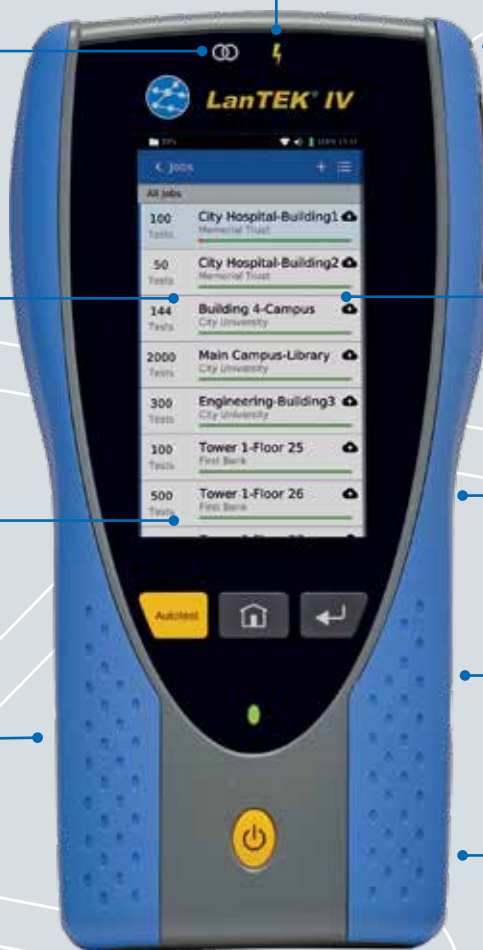 LanTEK® IV
Jobs
All Jobs
100 City Hospital-Building1
Tests Memorial Trust
50 City Hospital-Building2
Tests Memorial Trust
144 Building 4-Campus
Tests City University
2000 Main Campus-Library
Tests City University
300 Engineering-Building3
Tests City University
100 Tower 1-Floor 25
Tests First Bank
500 Tower 1-Floor 26
Tests First Bank
Autotest